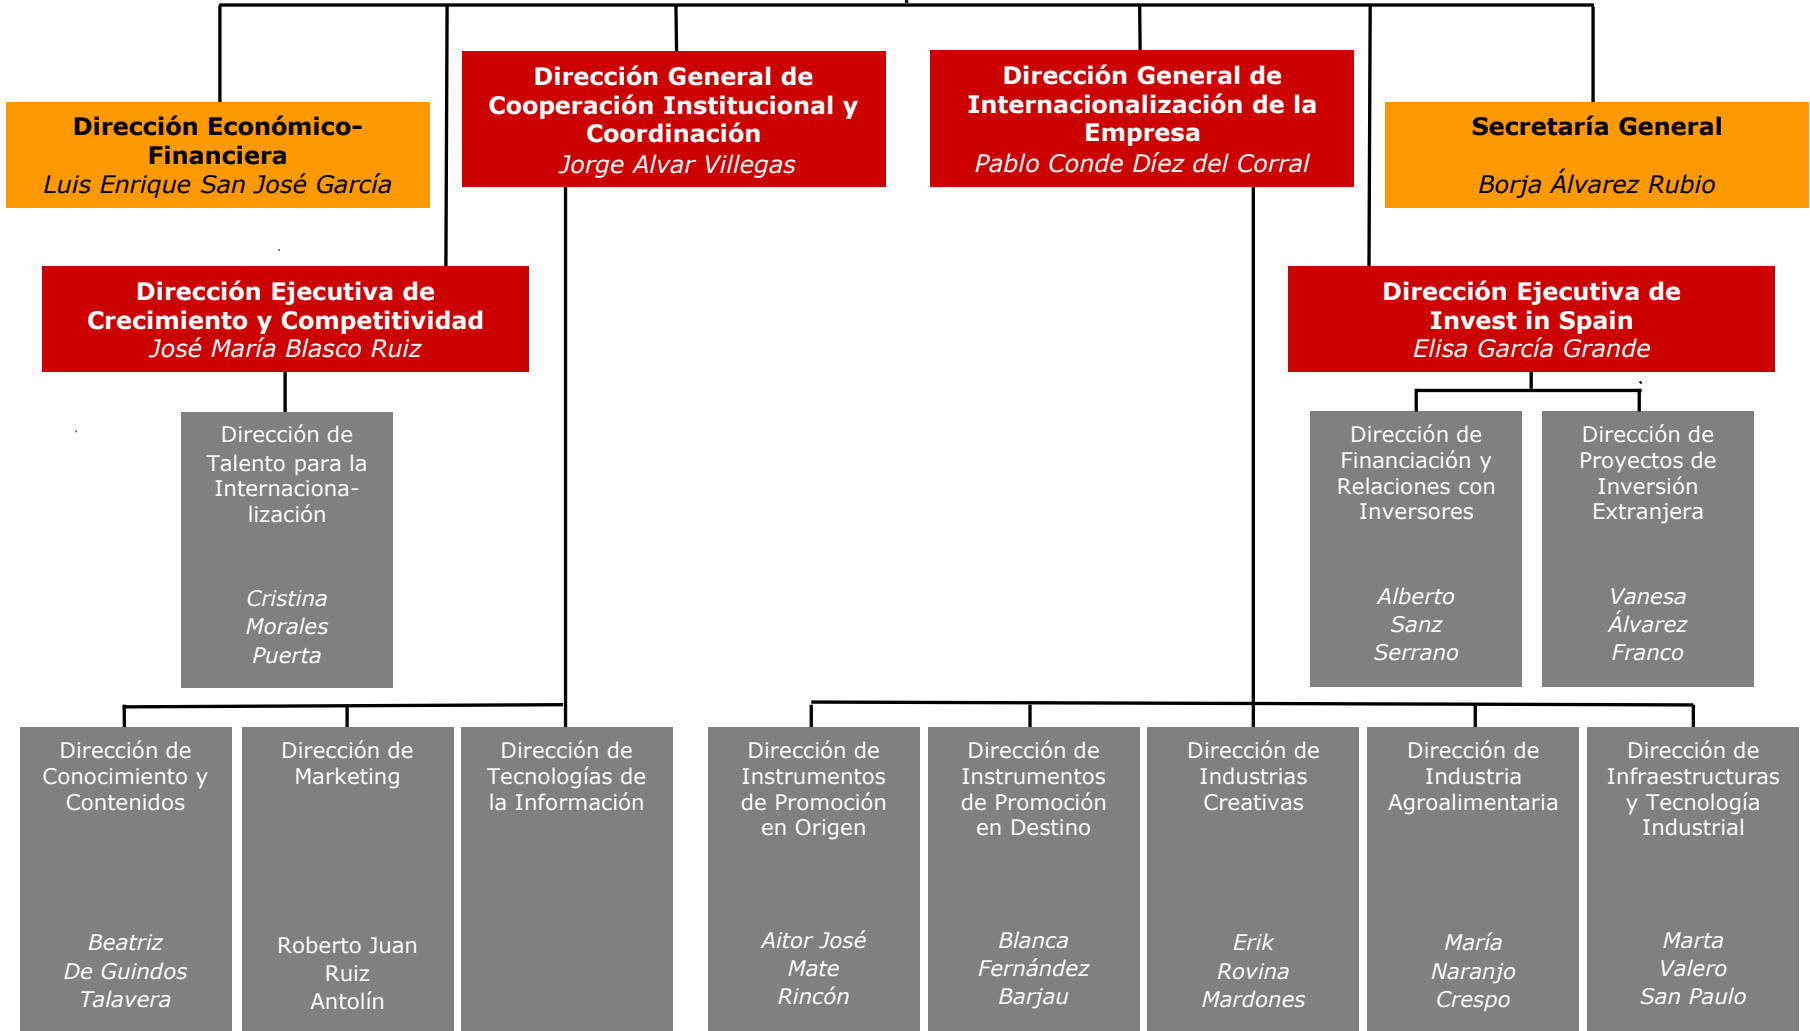 Dirección Económico-
Financiera
Luis Enrique San José García
Dirección General de
Cooperación Institucional y
Coordinación
Jorge Alvar Villegas
Dirección General de
Internacionalización de la
Empresa
Pablo Conde Díez del Corral
Secretaría General
Borja Álvarez Rubio
Dirección Ejecutiva de
Crecimiento y Competitividad
José María Blasco Ruiz
Dirección Ejecutiva de
Invest in Spain
Elisa García Grande
Dirección de
Talento para la
Internaciona-
lización
Cristina
Morales
Puerta
Dirección de
Financiación y
Relaciones con
Inversores
Alberto
Sanz
Serrano
Dirección de
Proyectos de
Inversión
Extranjera
Vanesa
Álvarez
Franco
Dirección de
Conocimiento y
Contenidos
Beatriz
De Guindos
Talavera
Dirección de
Marketing
Roberto Juan
Ruiz
Antolín
Dirección de
Tecnologías de
la Información
Dirección de
Instrumentos
de Promoción
en Origen
Aitor José
Mate
Rincón
Dirección de
Instrumentos
de Promoción
en Destino
Blanca
Fernández
Barjau
Dirección de
Industrias
Creativas
Erik
Rovina
Mardones
Dirección de
Industria
Agroalimentaria
María
Naranjo
Crespo
Dirección de
Infraestructuras
y Tecnología
Industrial
Marta
Valero
San Paulo